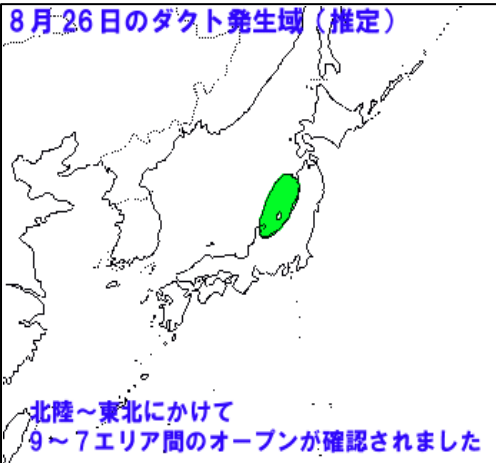 8月26日のダクト発生域（推定）
北陸～東北にかけて
9～7エリア間のオープンが確認されました